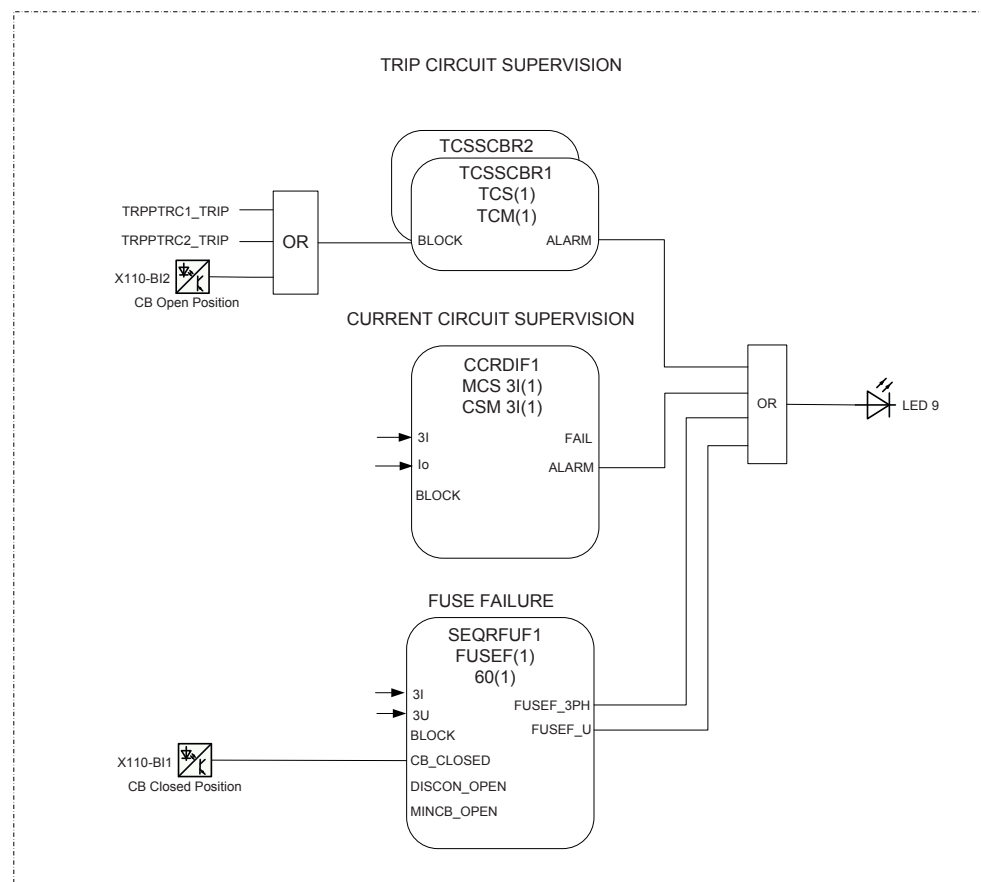 TRIP CIRCUIT SUPERVISION
TCSSCBR2
TCSSCBR1
TCS(1)
TCM(1)
BLOCK
ALARM
TRPPTRC1_TRIP
TRPPTRC2_TRIP
OR
X110-BI2
CB Open Position
CURRENT CIRCUIT SUPERVISION
CCRDIF1
MCS 3I(1)
CSM 3I(1)
3I
FAIL
Io
ALARM
BLOCK
OR
LED 9
FUSE FAILURE
SEQRFUF1
FUSEF(1)
60(1)
3I
FUSEF_3PH
3U
FUSEF_U
BLOCK
X110-BI1
CB_CLOSED
CB Closed Position
DISCON_OPEN
MINCB_OPEN